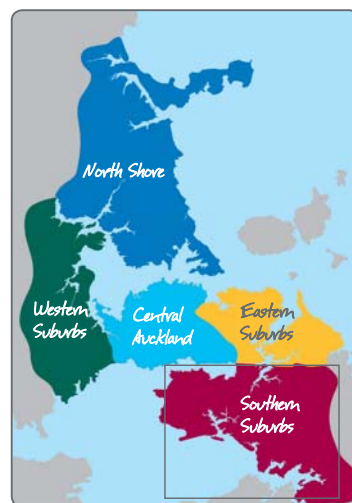 North Shore
Western
Suburbs
Central
Auckland
Eastern
Suburbs
Southern
Suburbs